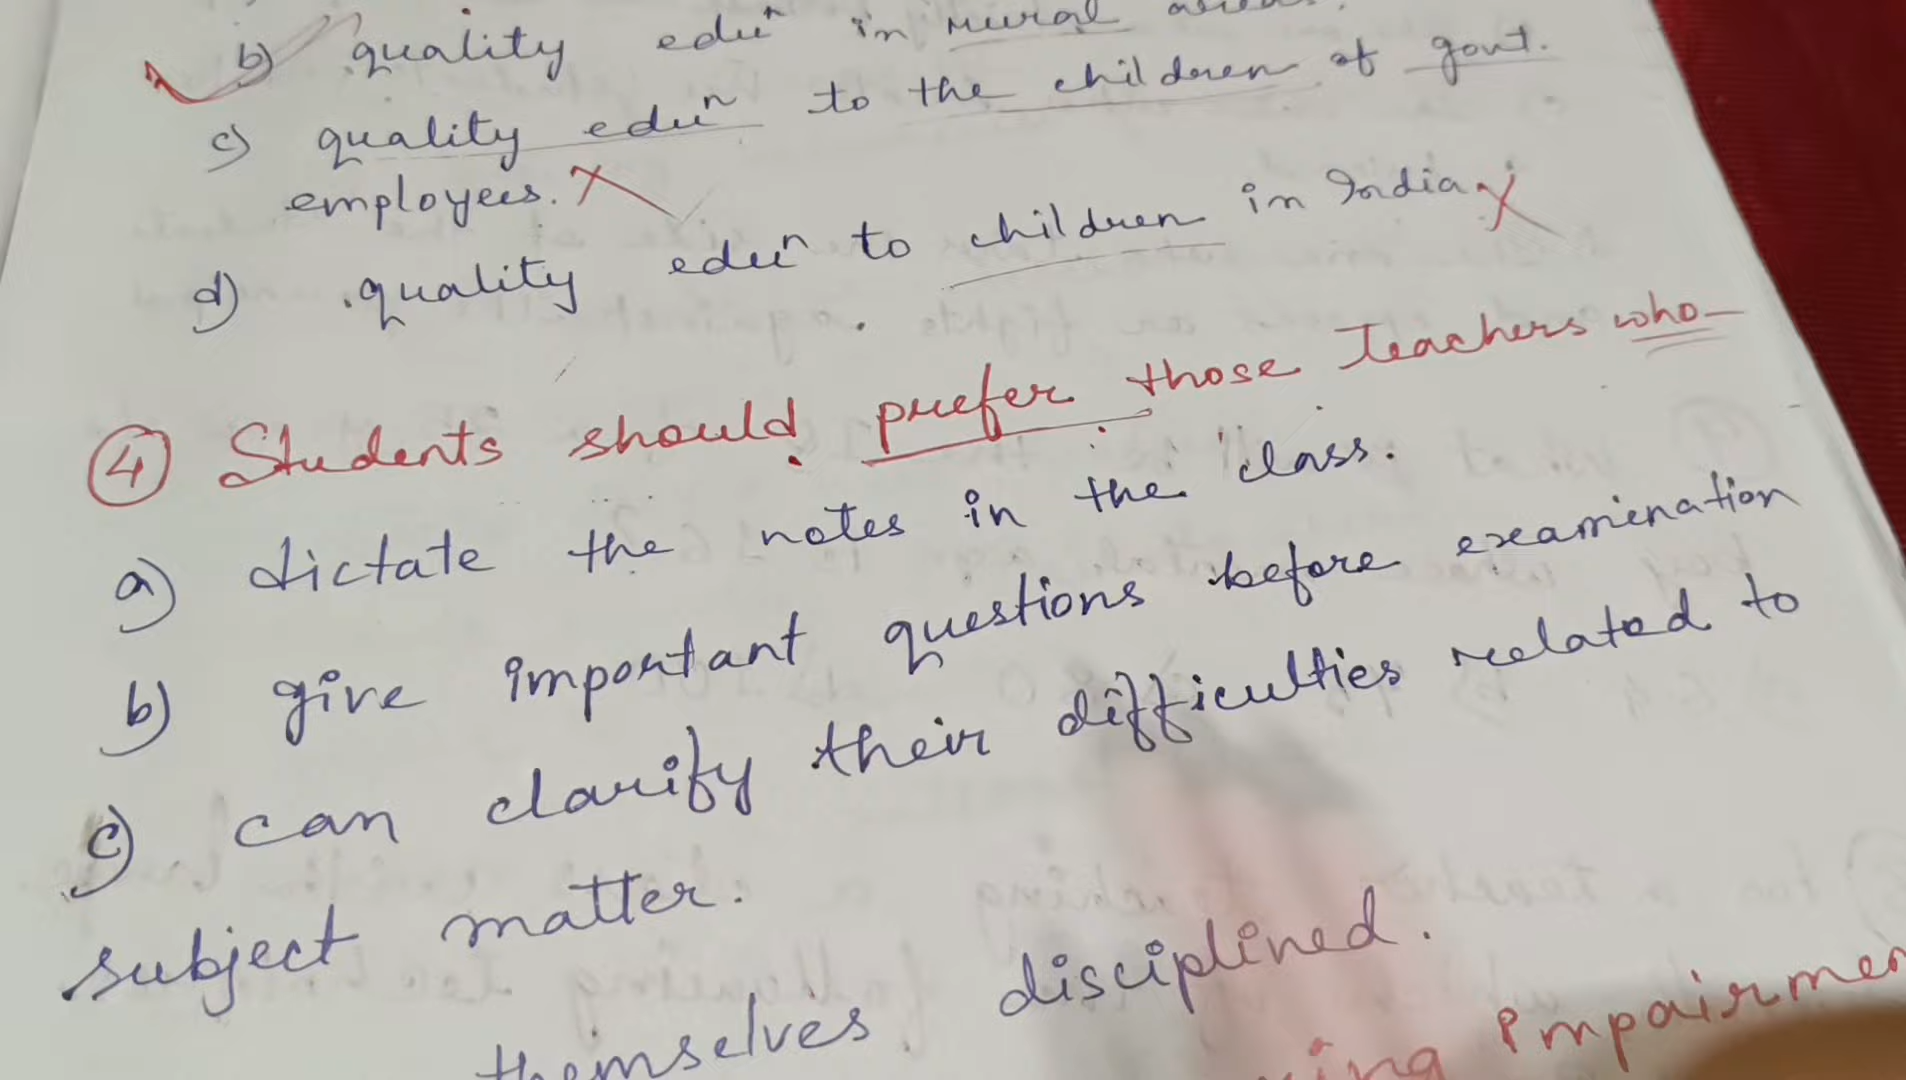 b) quality eduⁿ in rural areas.
c) quality eduⁿ to the children of govt.
employees.
d) quality eduⁿ to children in India
④ Students should prefer those Teachers who–
a) dictate the notes in the class.
b) give important questions before examination
c) can clarify their difficulties related to
subject matter.
themselves disciplined.